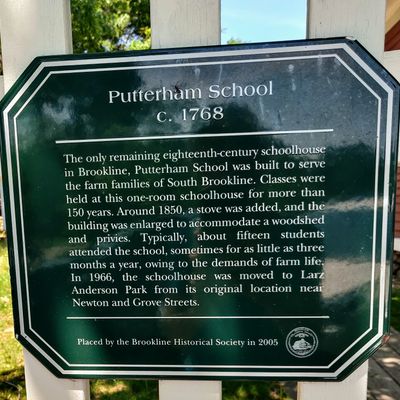 Putterham School
c. 1768
The only remaining eighteenth-century schoolhouse
in Brookline, Putterham School was built to serve
the farm families of South Brookline. Classes were
held at this one-room schoolhouse for more than
150 years. Around 1850, a stove was added, and the
building was enlarged to accommodate a woodshed
and privies. Typically, about fifteen students
attended the school, sometimes for as little as three
months a year, owing to the demands of farm life.
In 1966, the schoolhouse was moved to Larz
Anderson Park from its original location near
Newton and Grove Streets.
Placed by the Brookline Historical Society in 2005